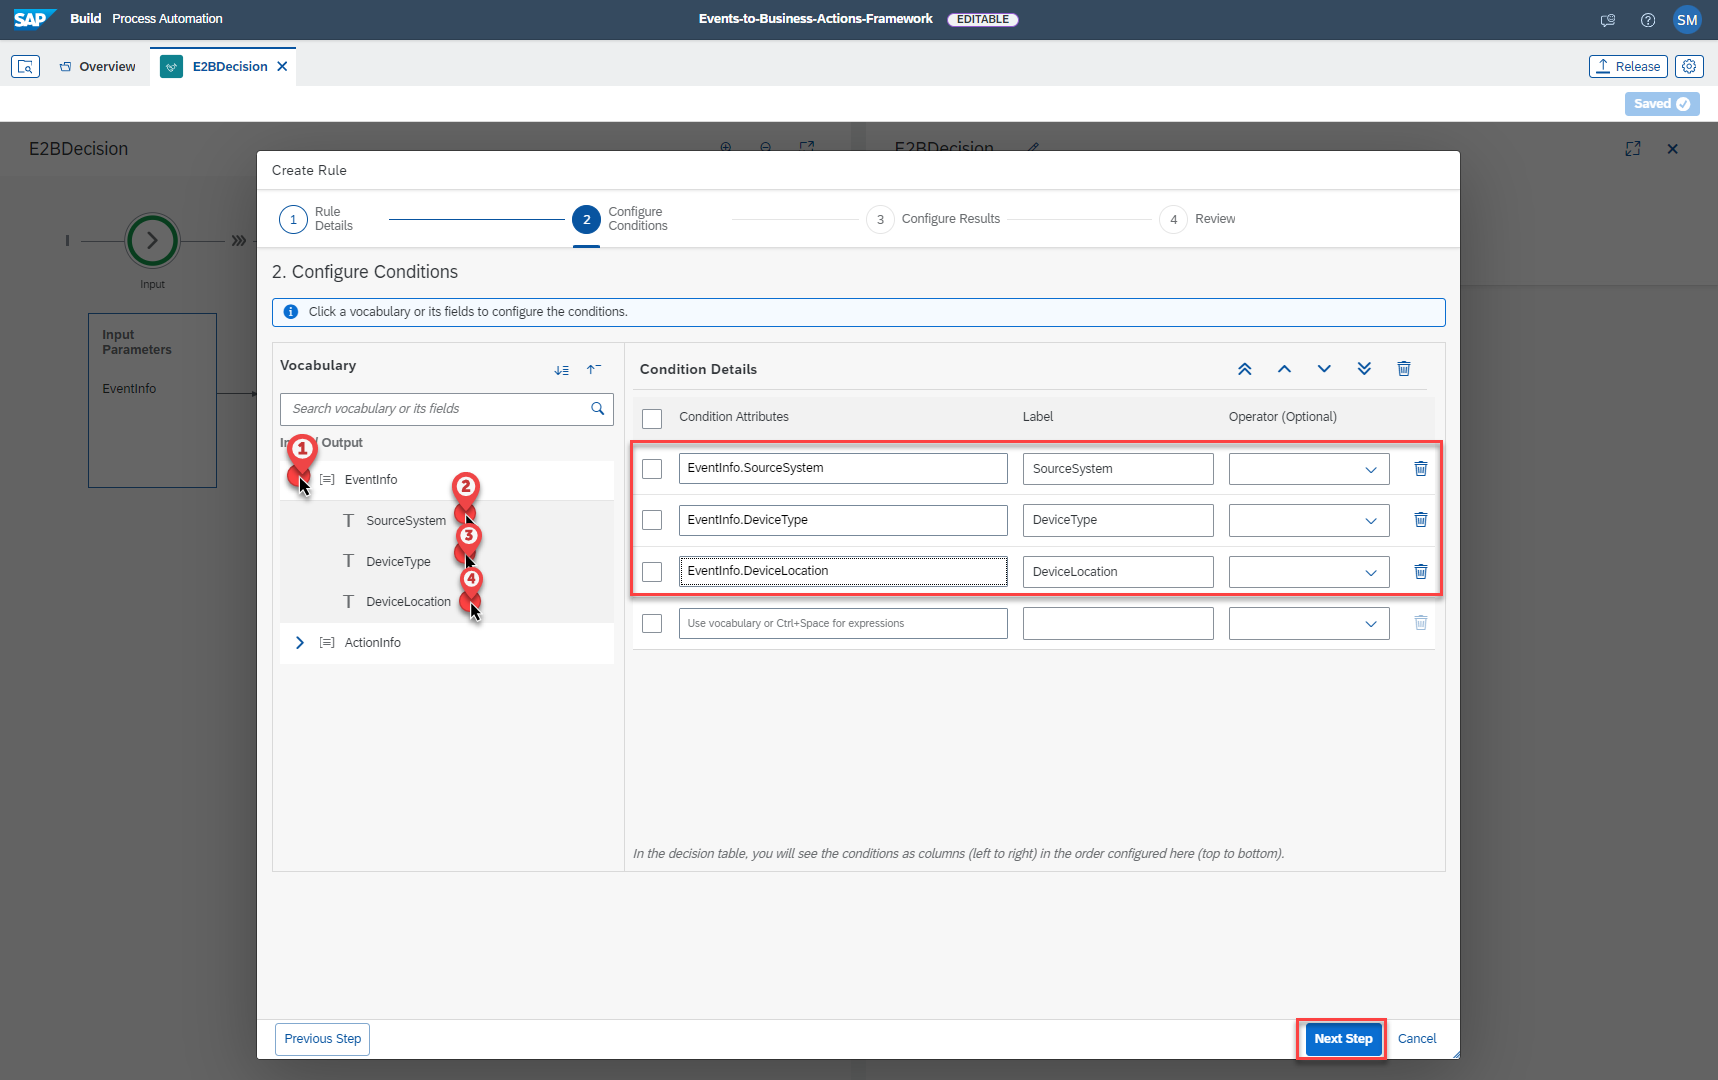 SAP Build Process Automation
Events-to-Business-Actions-Framework EDITABLE
SM
Overview
E2BDecision
Release
Saved
E2BDecision
E2BDecision
Input
Input
Parameters
EventInfo
Create Rule
1 Rule
Details
2 Configure
Conditions
3 Configure Results
4 Review
2. Configure Conditions
Click a vocabulary or its fields to configure the conditions.
Vocabulary
Search vocabulary or its fields
Output
1
EventInfo
2
SourceSystem
3
DeviceType
4
DeviceLocation
ActionInfo
Condition Details
Condition Attributes Label Operator (Optional)
EventInfo.SourceSystem SourceSystem
EventInfo.DeviceType DeviceType
EventInfo.DeviceLocation DeviceLocation
Use vocabulary or Ctrl+Space for expressions
In the decision table, you will see the conditions as columns (left to right) in the order configured here (top to bottom).
Previous Step
Next Step
Cancel